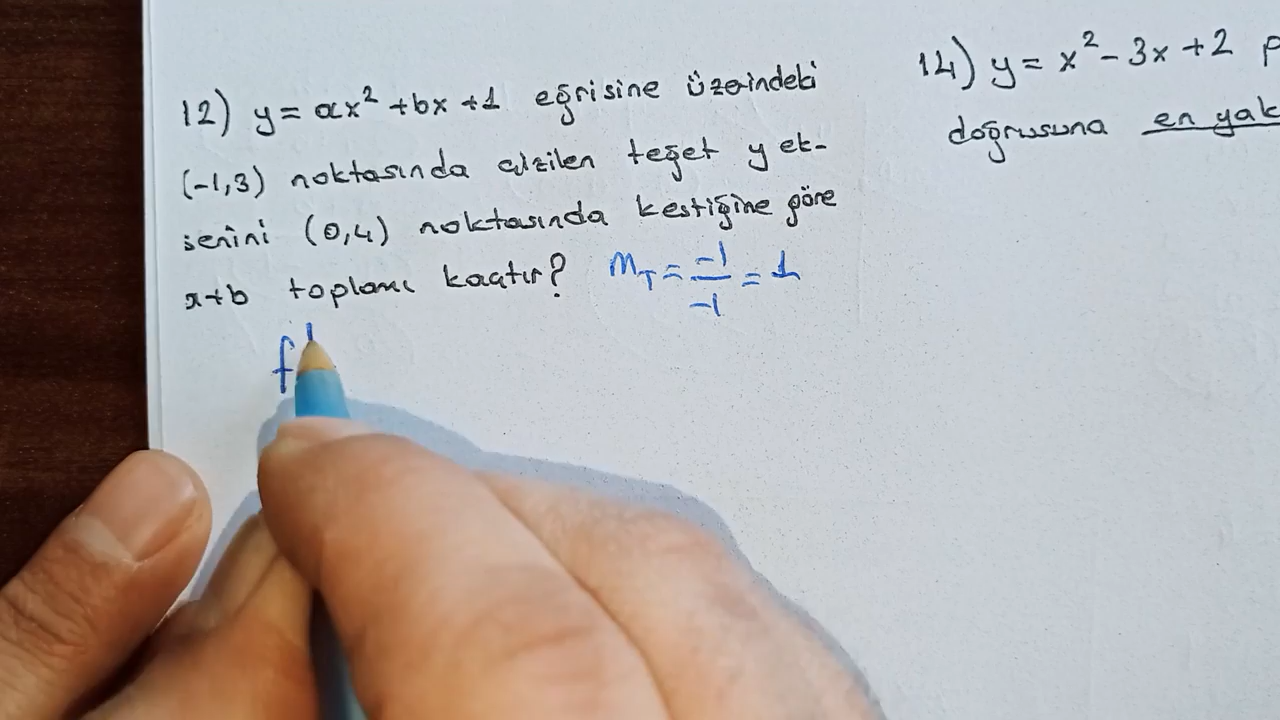 12) y = ax² + bx + 1 eğrisine üzerindeki
(-1,3) noktasında çizilen teğet y ek-
senini (0,4) noktasında kestiğine göre
a+b toplamı kaçtır? m_T = -1/-1 = 1
f'
14) y = x² - 3x + 2 p
doğrusuna en yak